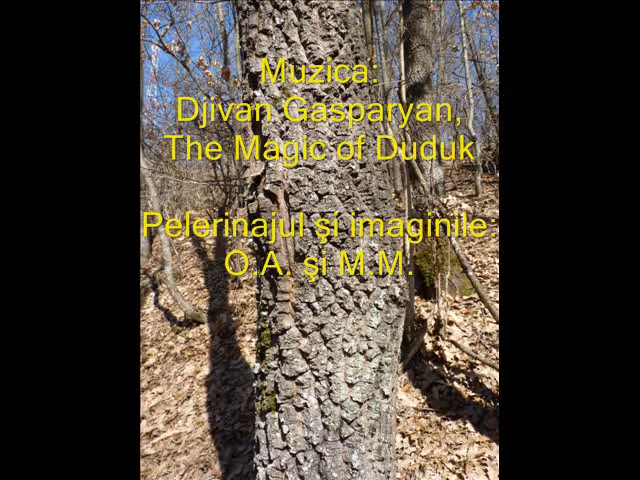 Muzica:
Djivan Gasparyan,
The Magic of Duduk
Pelerinajul şi imaginile:
O.A. şi M.M.